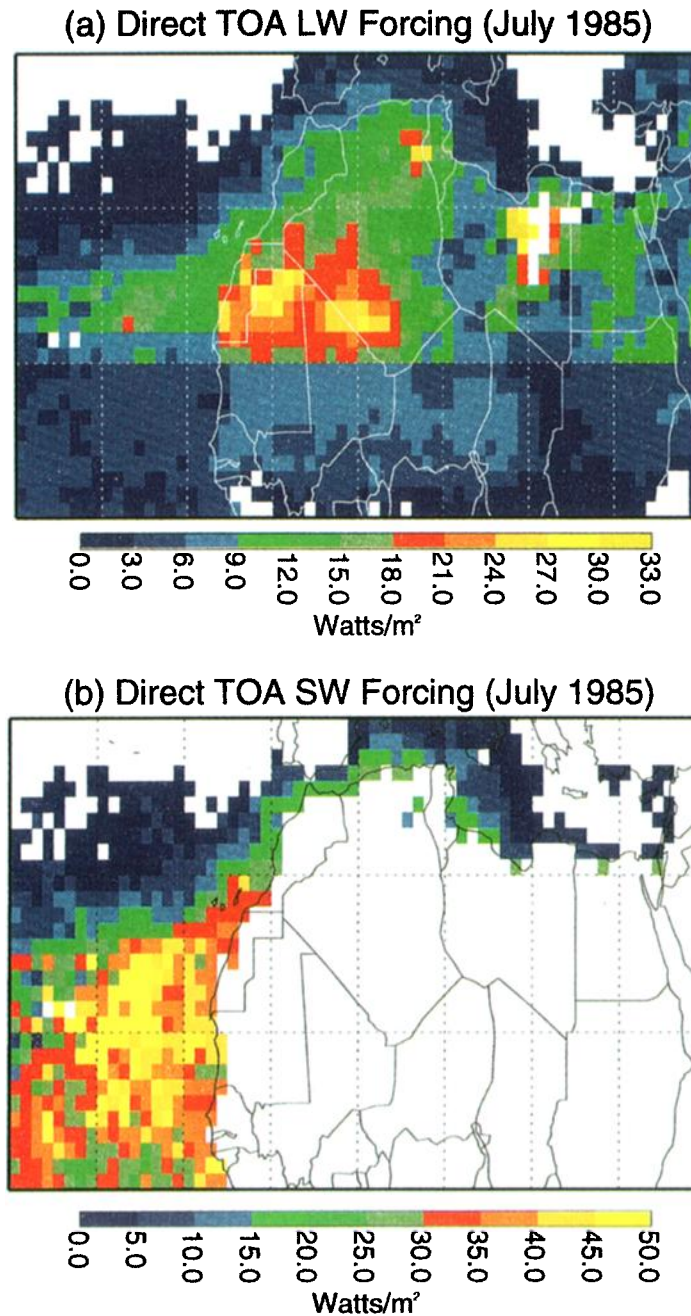 (a) Direct TOA LW Forcing (July 1985)
0.0 3.0 6.0 9.0 12.0 15.0 18.0 21.0 24.0 27.0 30.0 33.0
Watts/m²
(b) Direct TOA SW Forcing (July 1985)
0.0 5.0 10.0 15.0 20.0 25.0 30.0 35.0 40.0 45.0 50.0
Watts/m²